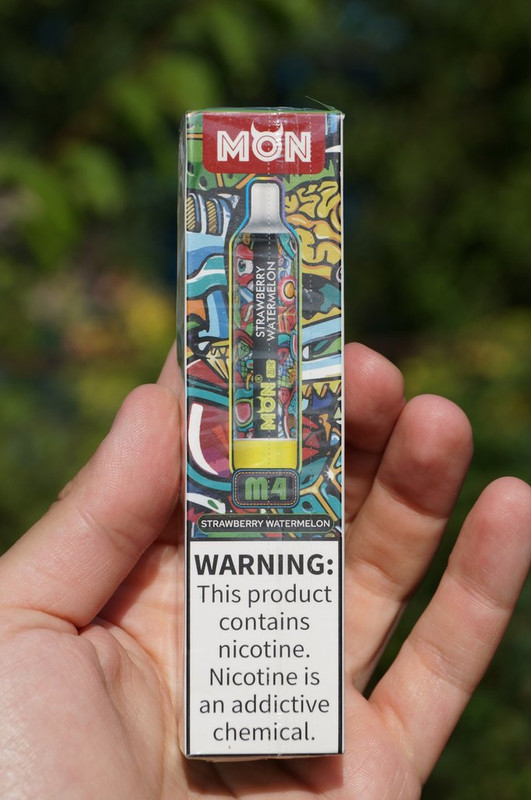 MON
STRAWBERRY
WATERMELON
MON
M4
STRAWBERRY WATERMELON
WARNING:
This product
contains
nicotine.
Nicotine is
an addictive
chemical.